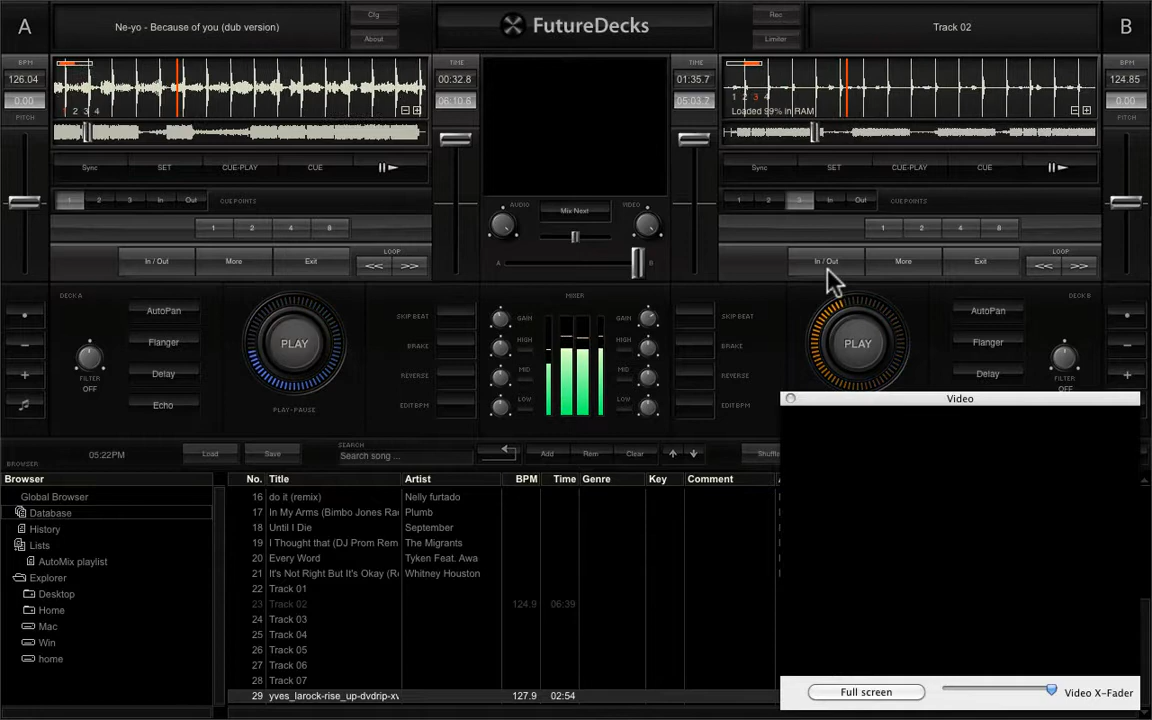 A
Ne-yo - Because of you (dub version)
Cfg
About
FutureDecks
Rec
Limiter
Track 02
B
BPM
126.04
0.00
PITCH
1 2 3 4
TIME
00:32.8
06:10.6
TIME
01:35.7
05:03.7
1 2 3
Loaded 99% in RAM
BPM
124.85
0.00
PITCH
Sync SET CUE-PLAY CUE
Sync SET CUE-PLAY CUE
1 2 3 In Out CUE POINTS
AUDIO Mix Next VIDEO
1 2 3 In Out CUE POINTS
1 2 4 8
1 2 4 8
In / Out More Exit LOOP << >>
A B
In / Out More Exit LOOP << >>
DECK A
AutoPan
Flanger
Delay
Echo
FILTER
OFF
PLAY
PLAY-PAUSE
SKIP BEAT
BRAKE
REVERSE
EDIT BPM
MIXER
GAIN GAIN
HIGH HIGH
MID MID
LOW LOW
SKIP BEAT
BRAKE
REVERSE
EDIT BPM
PLAY
DECK B
AutoPan
Flanger
Delay
FILTER
OFF
Video
BROWSER
05:22PM
Load
Save
SEARCH
Search song ...
Add
Rem
Clear
Shuffle
Browser
Global Browser
Database
History
Lists
AutoMix playlist
Explorer
Desktop
Home
Mac
Win
home
No. Title Artist BPM Time Genre Key Comment
16 do it (remix) Nelly furtado
17 In My Arms (Bimbo Jones Ra Plumb
18 Until I Die September
19 I Thought that (DJ Prom Rem The Migrants
20 Every Word Tyken Feat. Awa
21 It's Not Right But It's Okay (R Whitney Houston
22 Track 01
23 Track 02 124.9 06:39
24 Track 03
25 Track 04
26 Track 05
27 Track 06
28 Track 07
29 yves_larock-rise_up-dvdrip-xv 127.9 02:54
Full screen
Video X-Fader